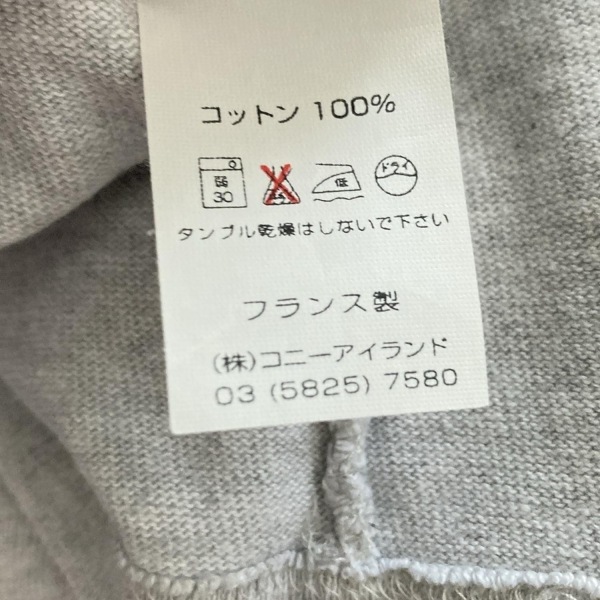 コットン 100%
弱 30 低 ドライ
タンブル乾燥はしないで下さい
フランス製
(株)コニーアイランド
03 (5825) 7580